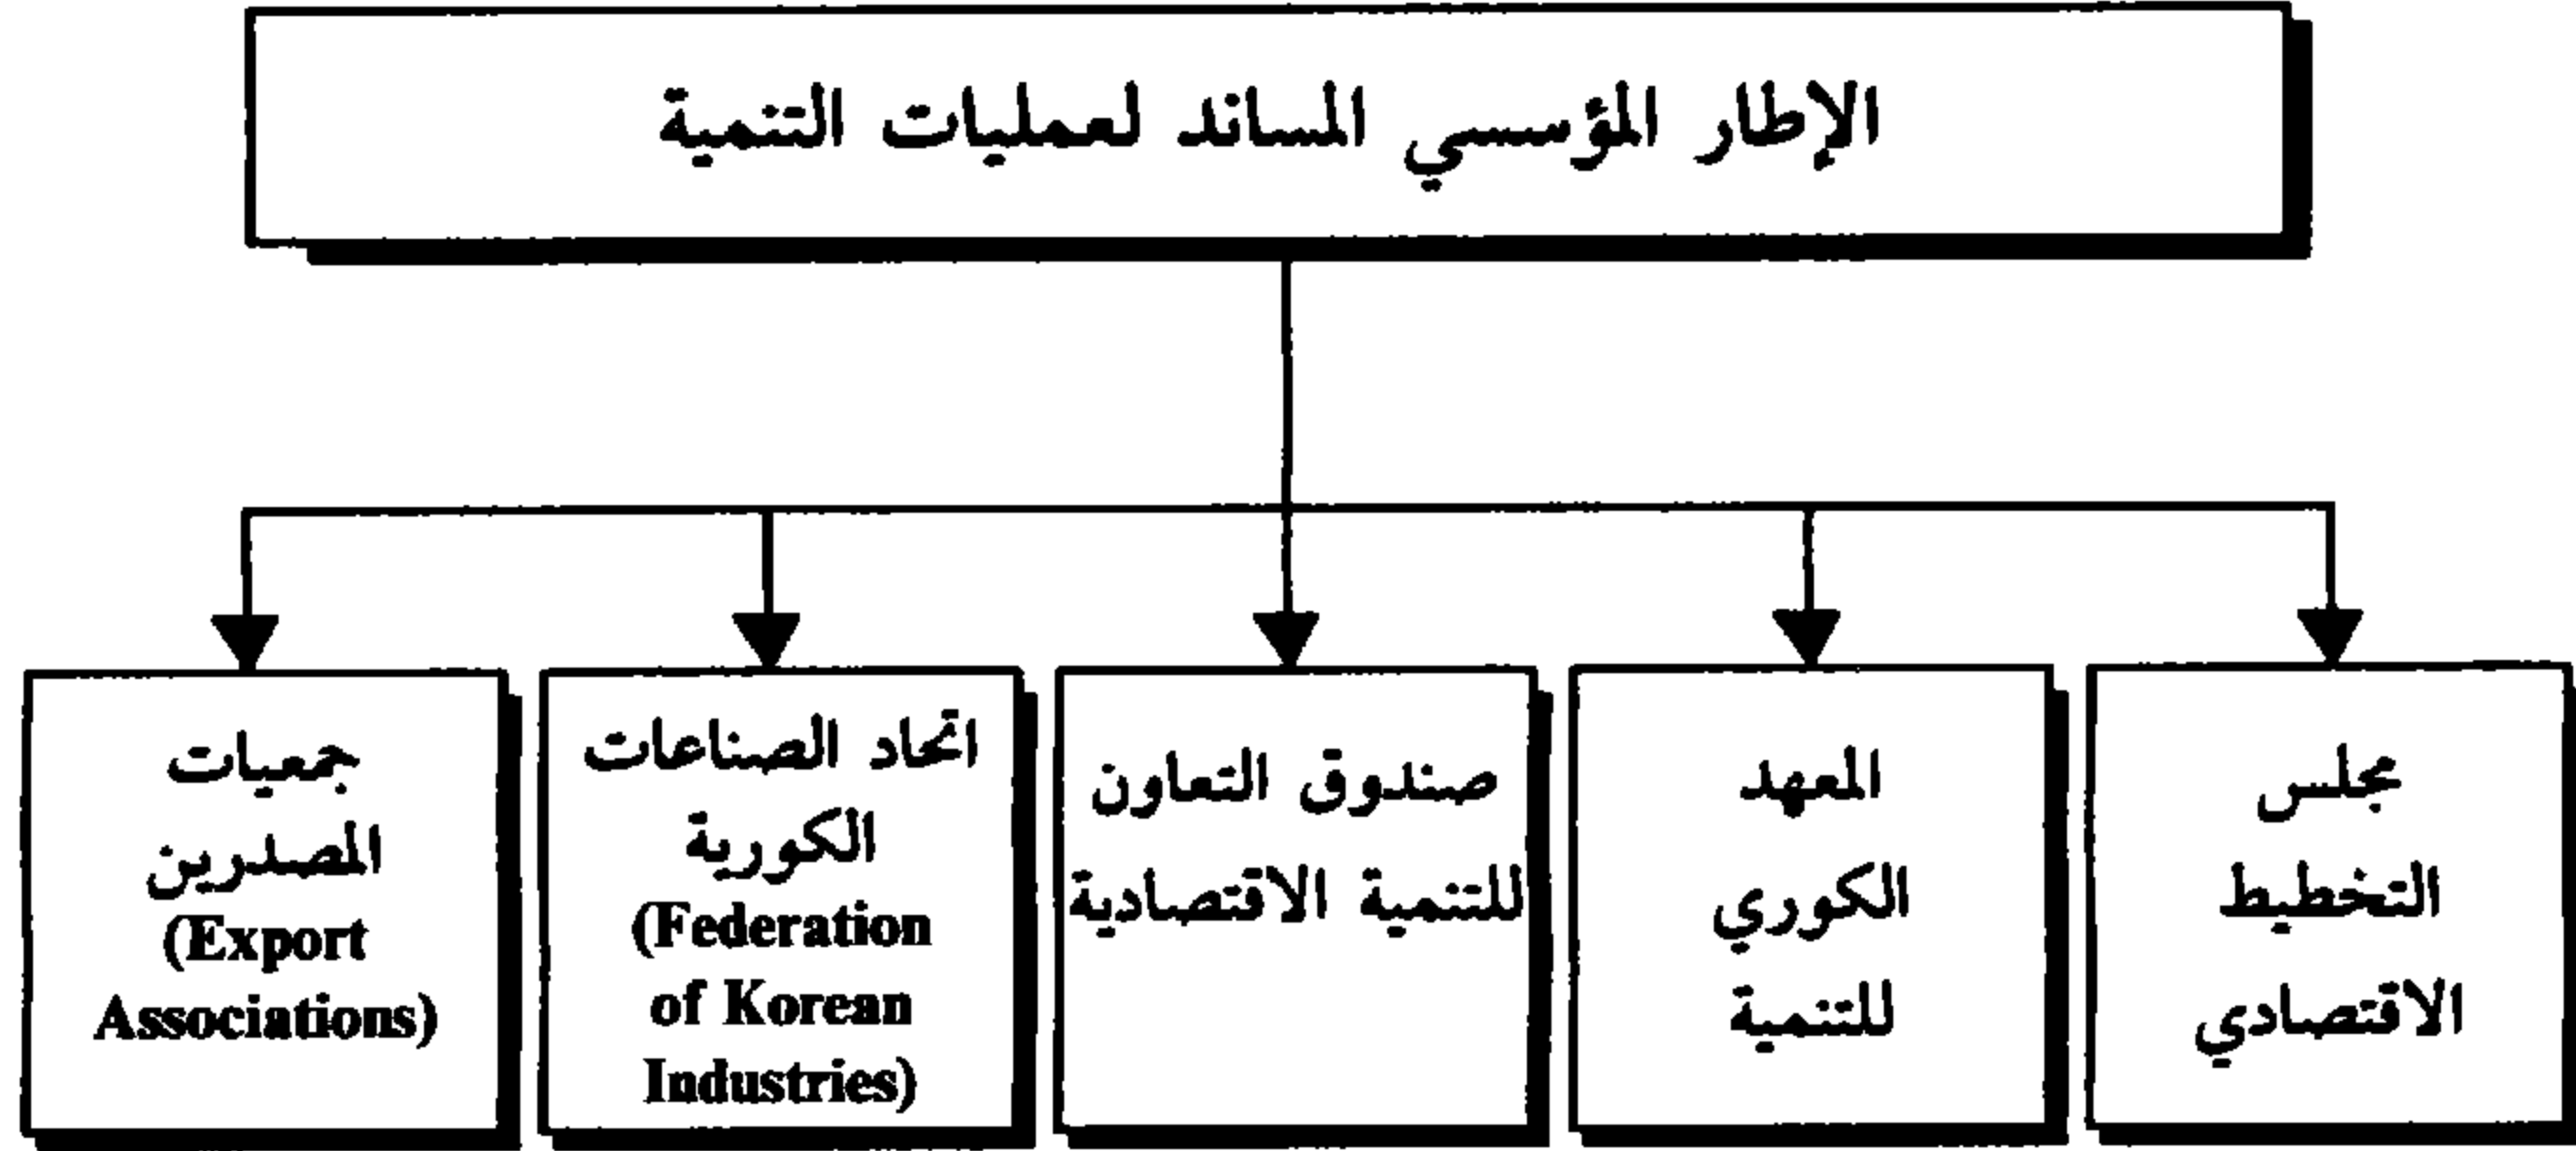 الإطار المؤسسي المساند لعمليات التنمية
مجلس
التخطيط
الاقتصادي
المعهد
الكوري
للتنمية
صندوق التعاون
للتنمية الاقتصادية
اتحاد الصناعات
الكورية
(Federation
of Korean
Industries)
جمعيات
المصدرين
(Export
Associations)